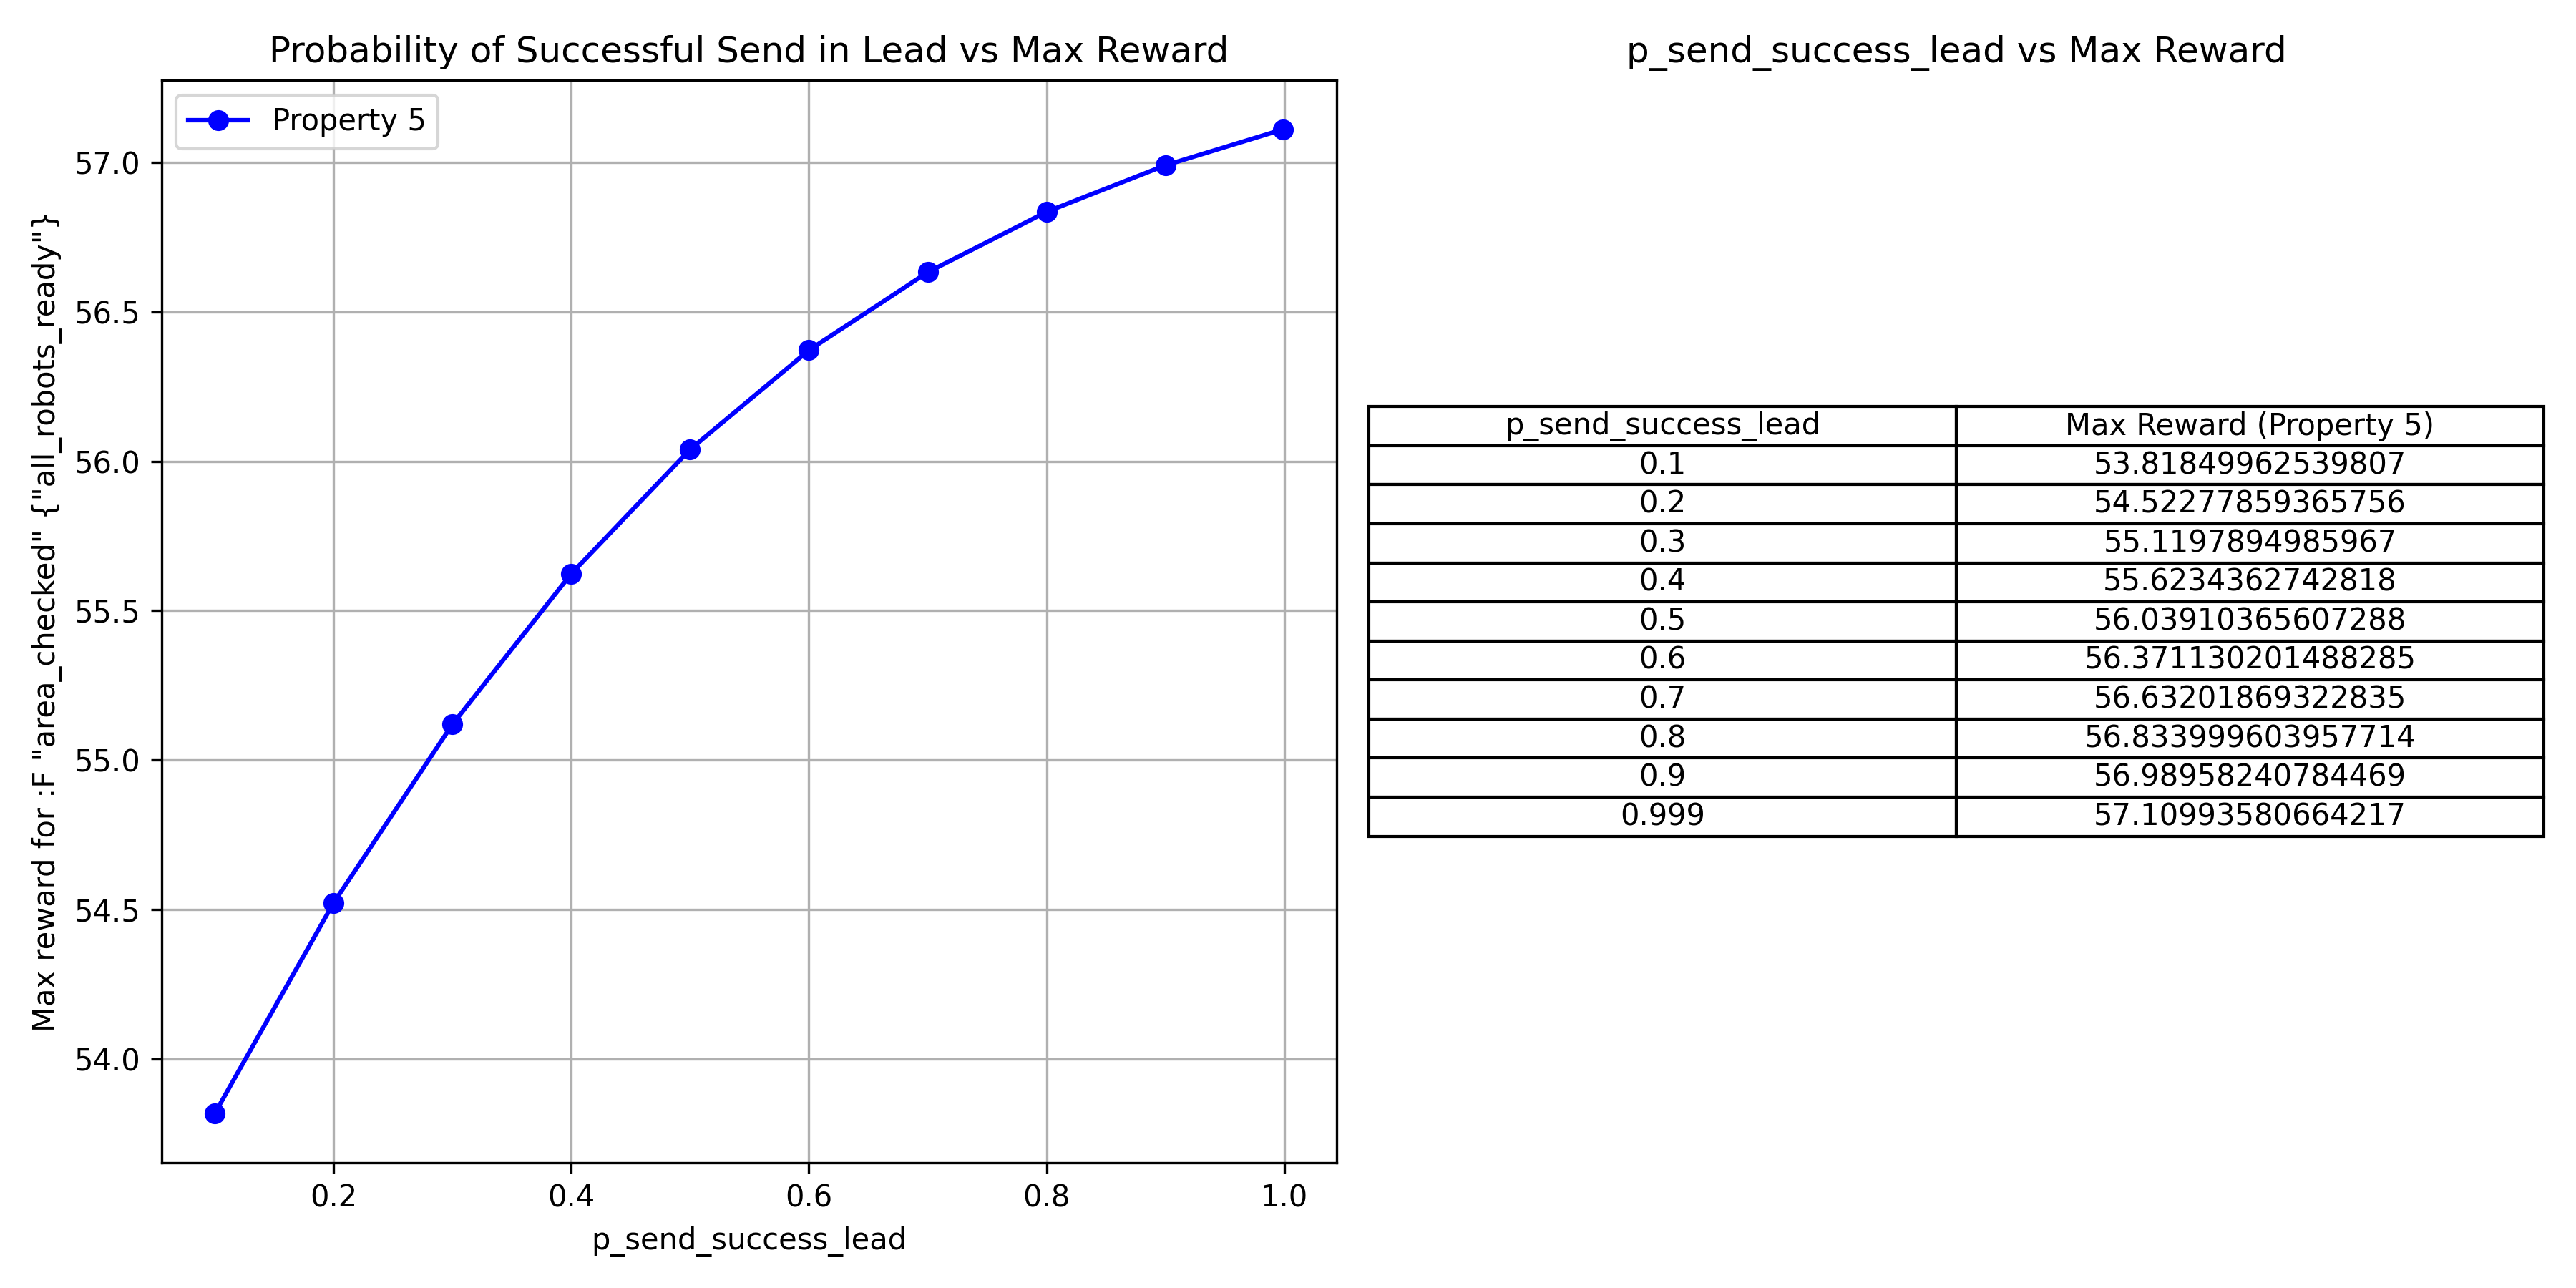 Probability of Successful Send in Lead vs Max Reward
Property 5
Max reward for :F "area_checked" {"all_robots_ready"}
57.0
56.5
56.0
55.5
55.0
54.5
54.0
0.2 0.4 0.6 0.8 1.0
p_send_success_lead
p_send_success_lead vs Max Reward
p_send_success_lead Max Reward (Property 5)
0.1 53.81849962539807
0.2 54.52277859365756
0.3 55.1197894985967
0.4 55.6234362742818
0.5 56.03910365607288
0.6 56.371130201488285
0.7 56.63201869322835
0.8 56.833999603957714
0.9 56.98958240784469
0.999 57.10993580664217